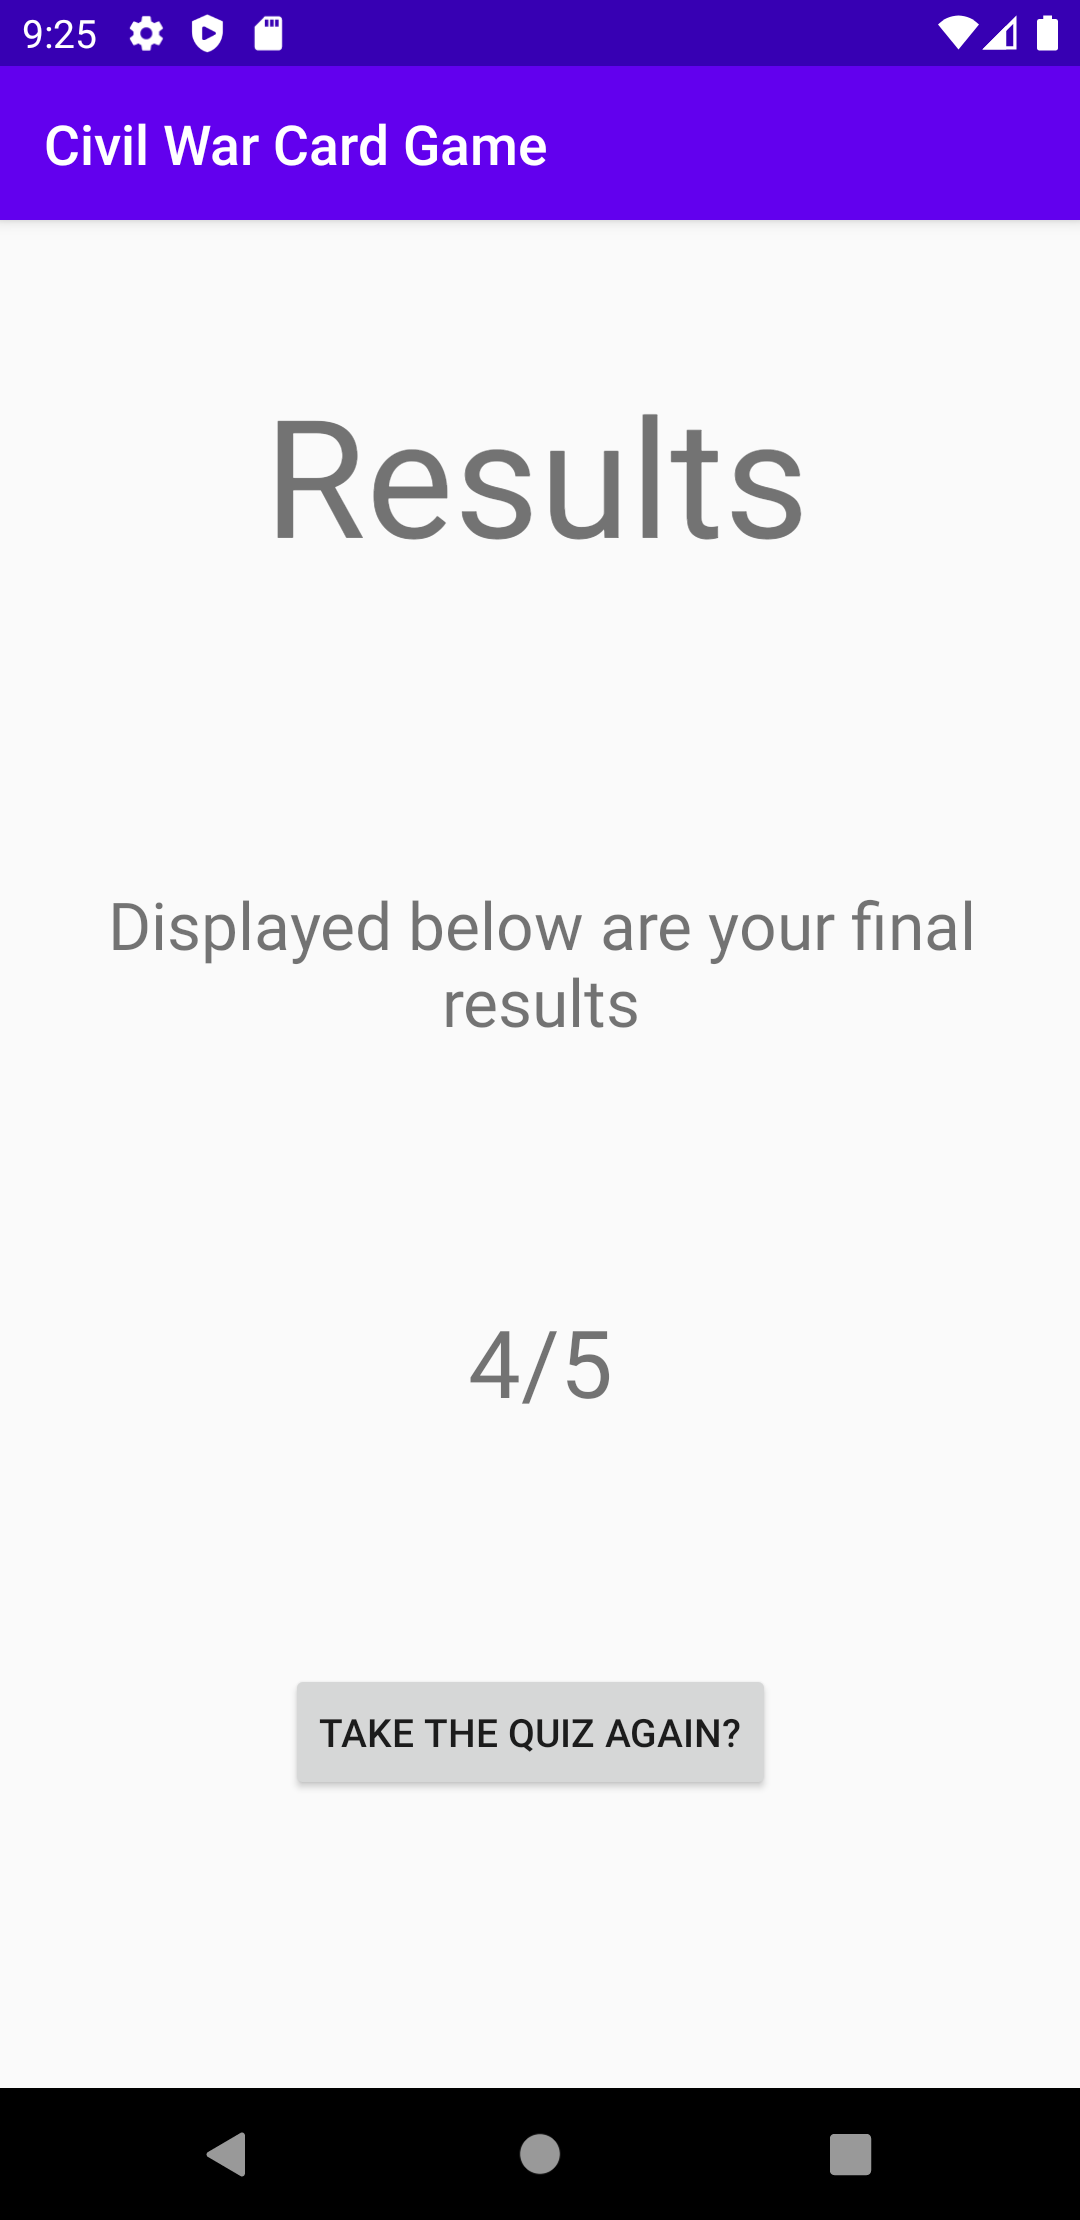 9:25
Civil War Card Game
Results
Displayed below are your final
results
4/5
TAKE THE QUIZ AGAIN?